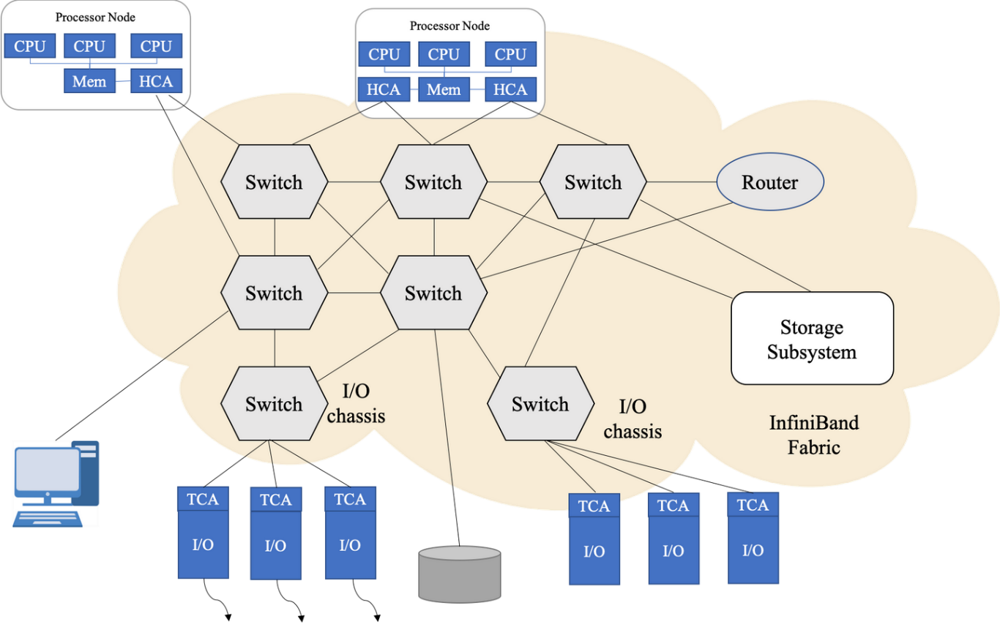 Processor Node
CPU
CPU
CPU
Mem
HCA
Processor Node
CPU
CPU
CPU
HCA
Mem
HCA
Switch
Switch
Switch
Router
Switch
Switch
Storage
Subsystem
Switch
I/O
chassis
Switch
I/O
chassis
InfiniBand
Fabric
TCA
TCA
TCA
I/O
I/O
I/O
TCA
TCA
TCA
I/O
I/O
I/O